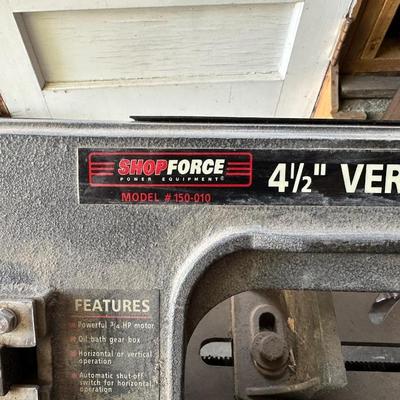 SHOPFORCE
POWER EQUIPMENT
MODEL # 150-010
4½" VER
FEATURES
Powerful ¾ HP motor
Oil bath gear box
Horizontal or vertical
operation
Automatic shut-off
switch for horizontal
operation